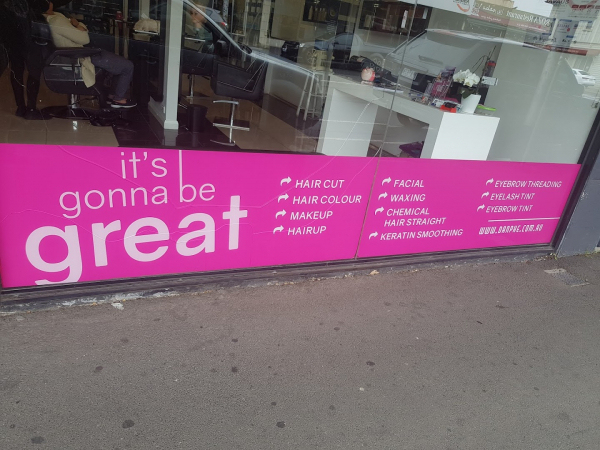 it's
gonna be
great
HAIR CUT
HAIR COLOUR
MAKEUP
HAIRUP
FACIAL
WAXING
CHEMICAL
HAIR STRAIGHT
KERATIN SMOOTHING
EYEBROW THREADING
EYELASH TINT
EYEBROW TINT